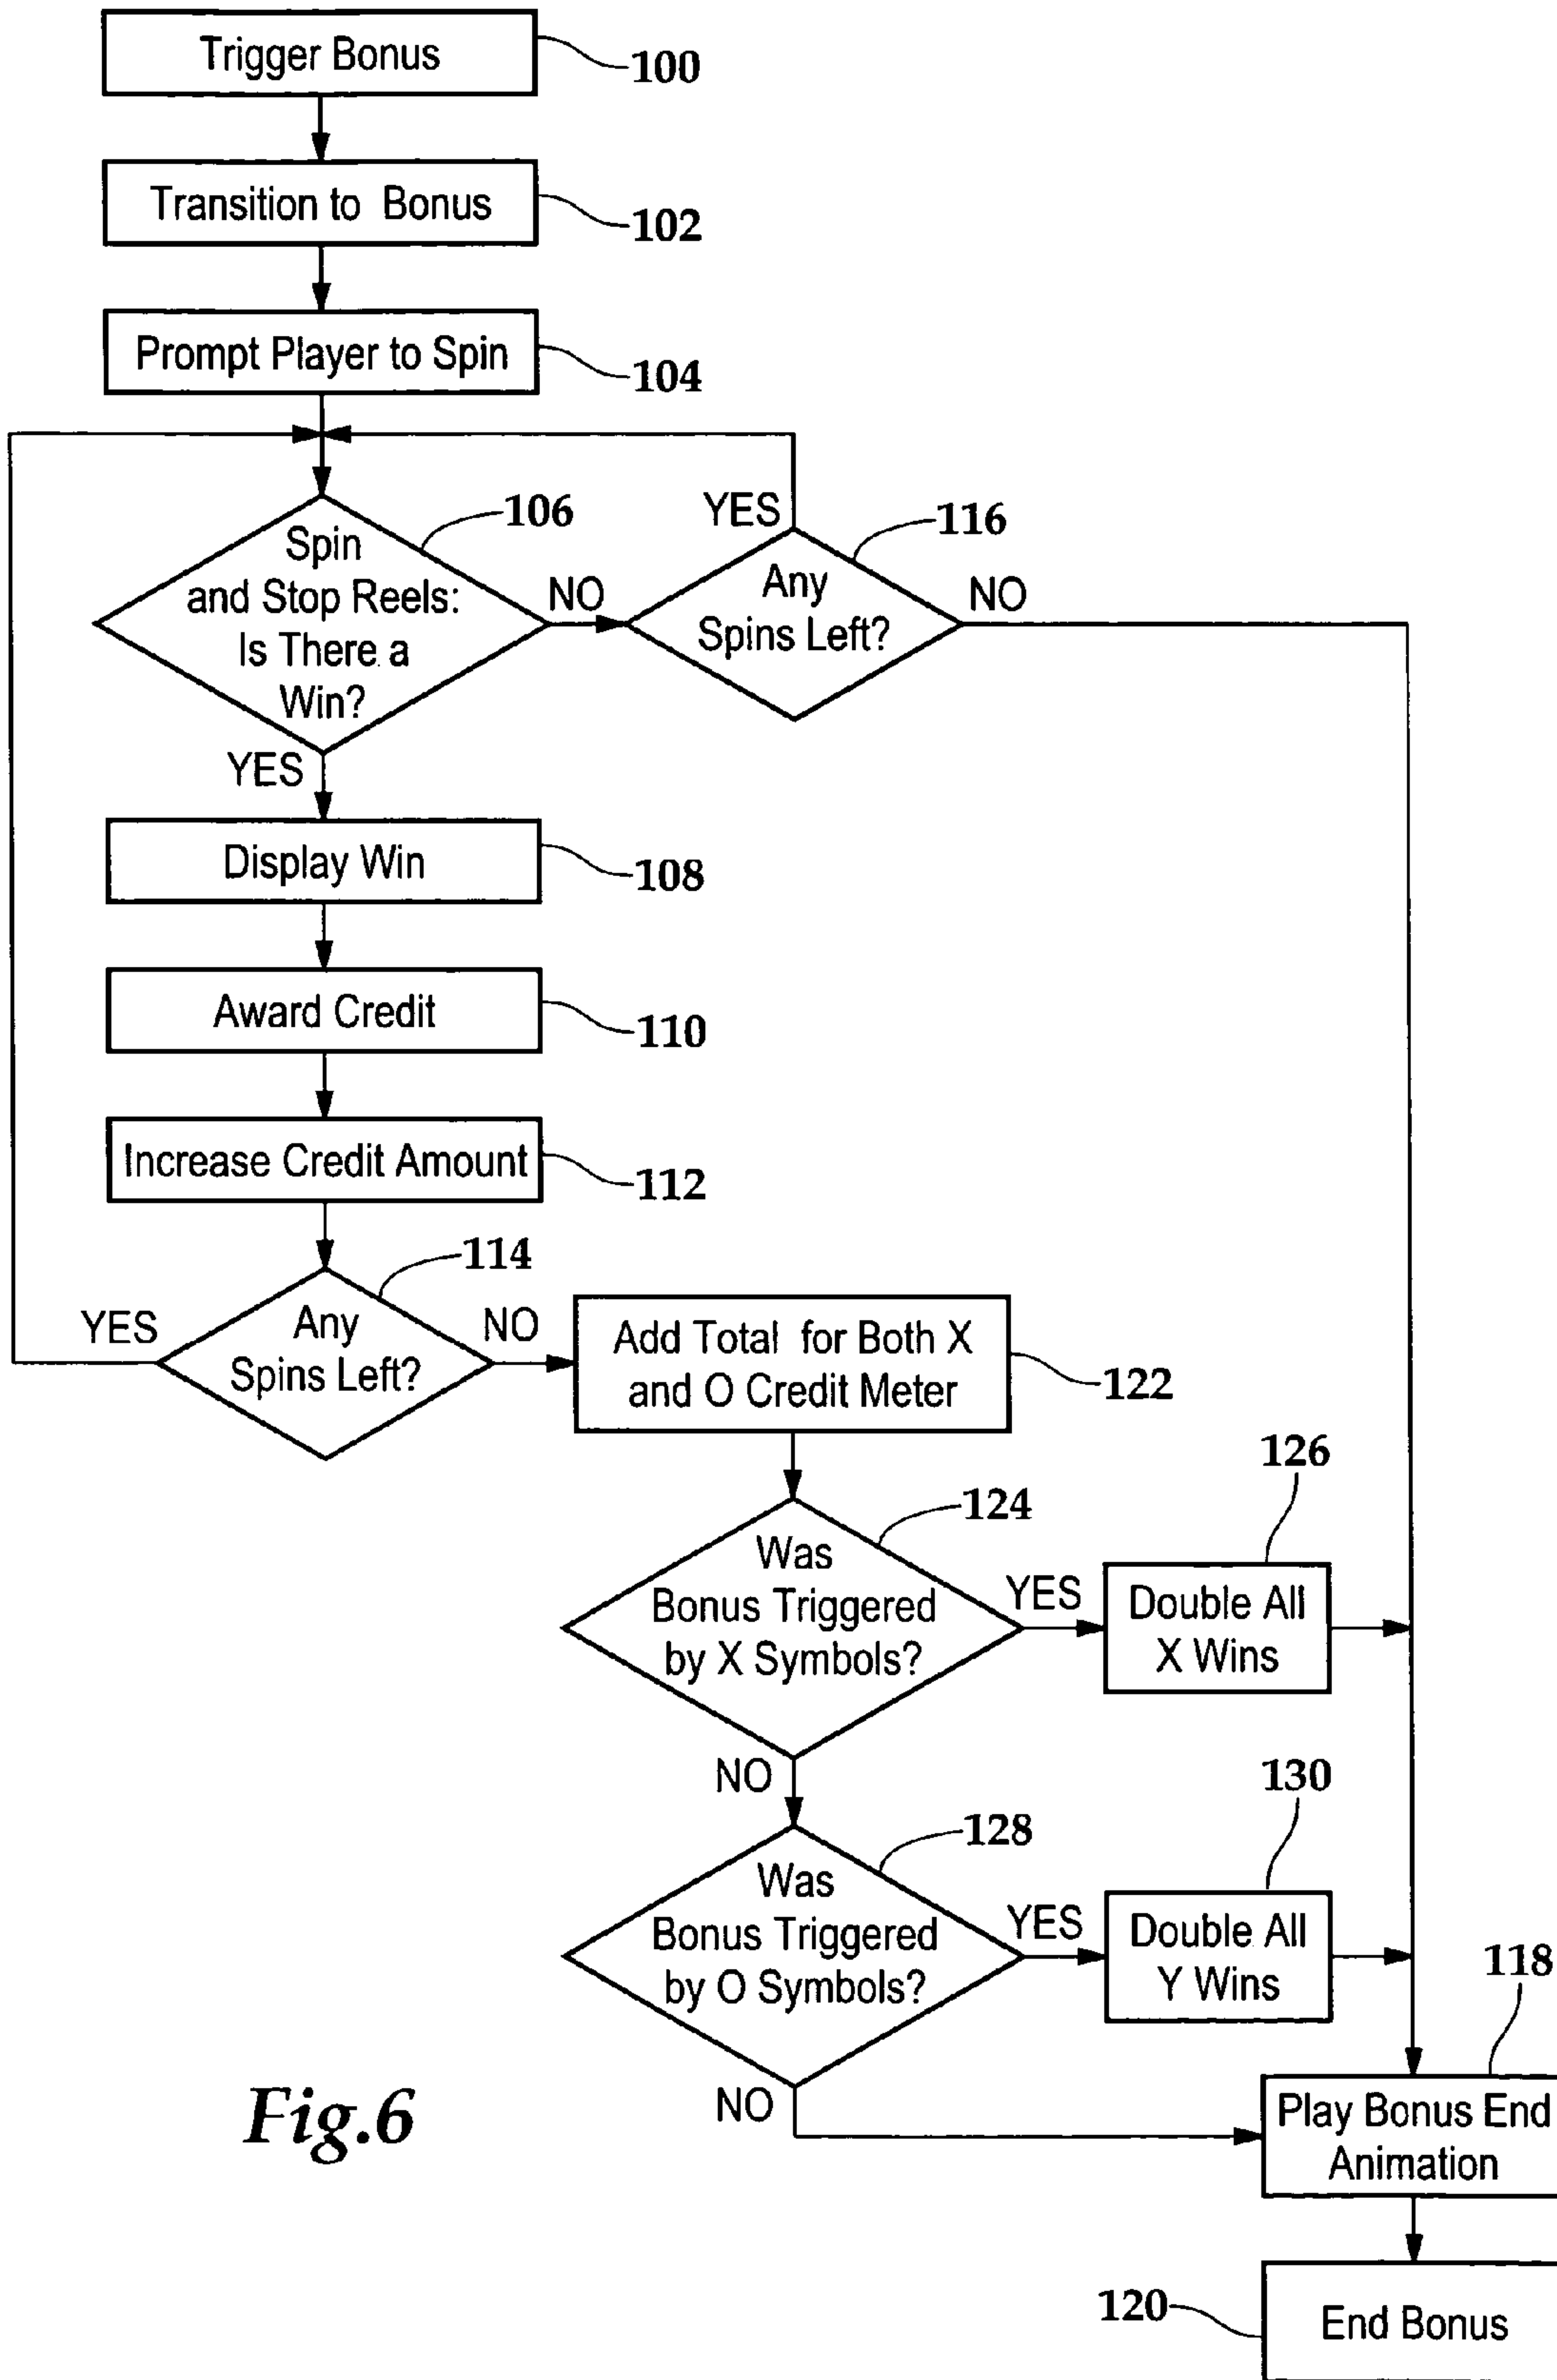 Trigger Bonus
100
Transition to Bonus
102
Prompt Player to Spin
104
Spin
and Stop Reels:
Is There a
Win?
106
NO
YES
Any
Spins Left?
116
YES
NO
Display Win
108
Award Credit
110
Increase Credit Amount
112
Any
Spins Left?
114
YES
NO
Add Total for Both X
and O Credit Meter
122
Was
Bonus Triggered
by X Symbols?
124
YES
Double All
X Wins
126
NO
Was
Bonus Triggered
by O Symbols?
128
YES
Double All
Y Wins
130
NO
Play Bonus End
Animation
118
End Bonus
120
Fig.6